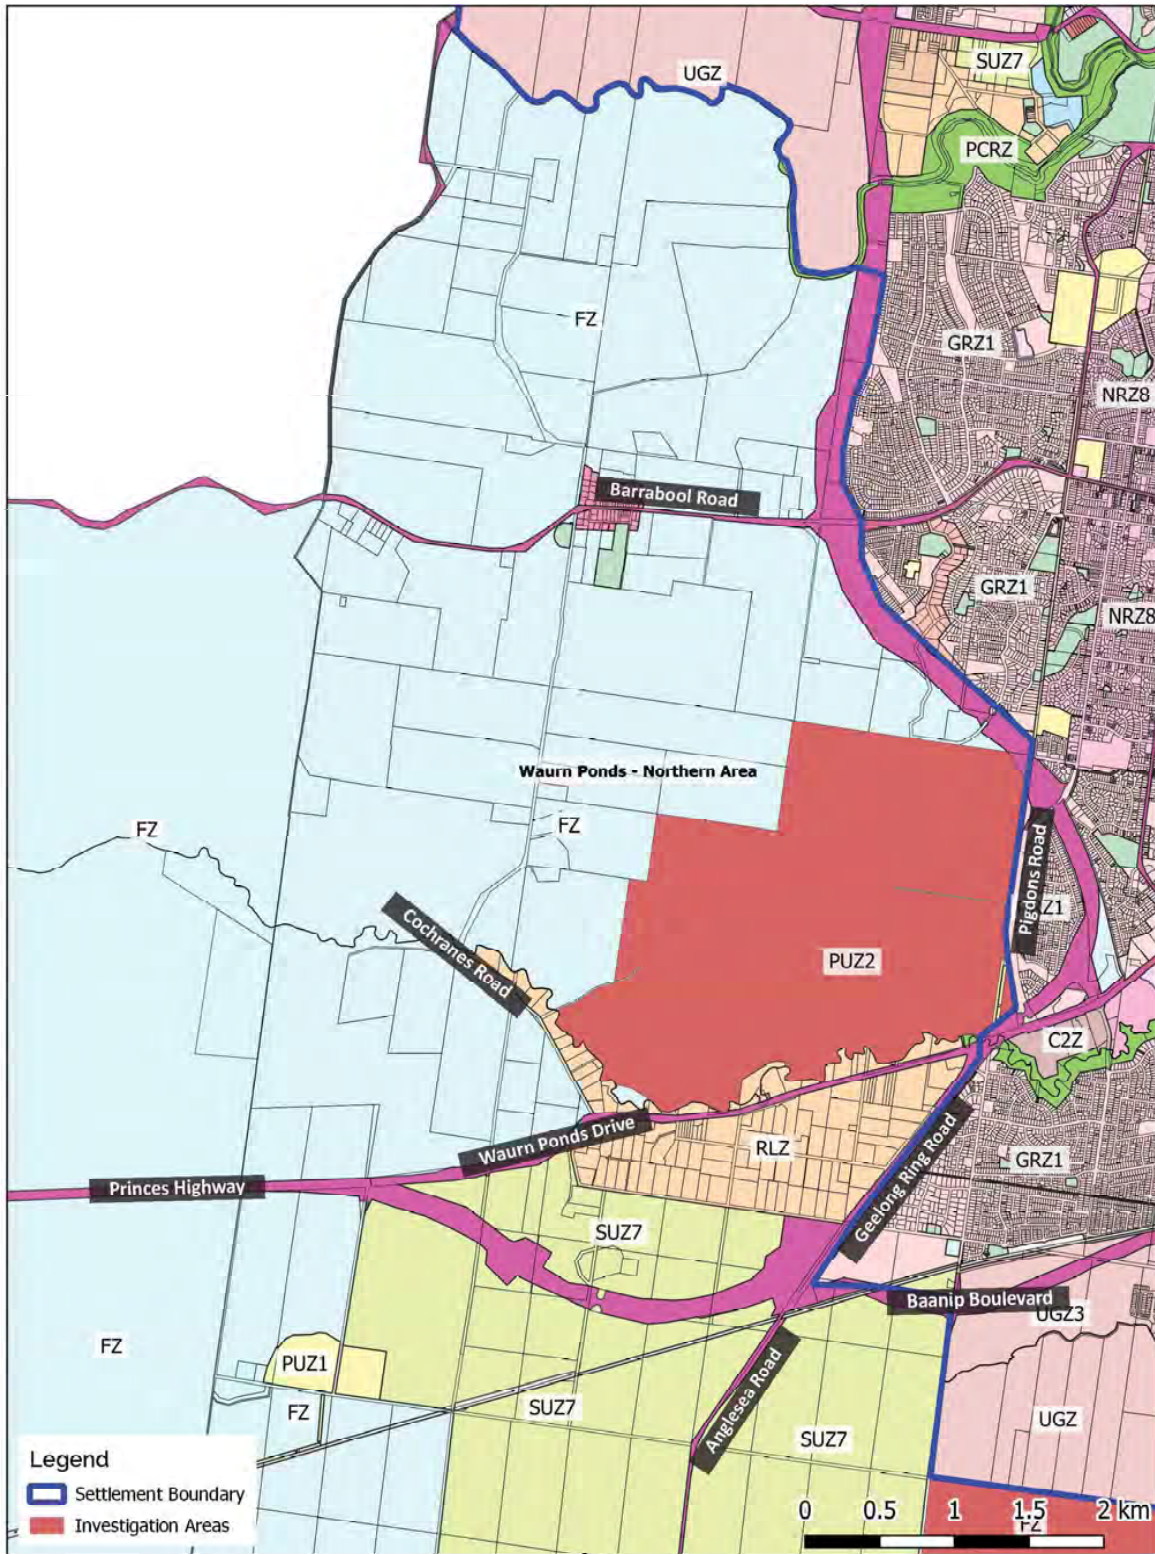 UGZ
SUZ7
PCRZ
FZ
GRZ1
NRZ8
Barrabool Road
GRZ1
NRZ8
Waurn Ponds - Northern Area
FZ
FZ
Pigdons Road
Cochranes Road
PUZ2
C2Z
Waurn Ponds Drive
RLZ
GRZ1
Princes Highway
Geelong Ring Road
SUZ7
Baanip Boulevard
UGZ3
FZ
PUZ1
Anglesea Road
FZ
SUZ7
UGZ
SUZ7
Legend
Settlement Boundary
Investigation Areas
0 0.5 1 1.5 2 km
FZ